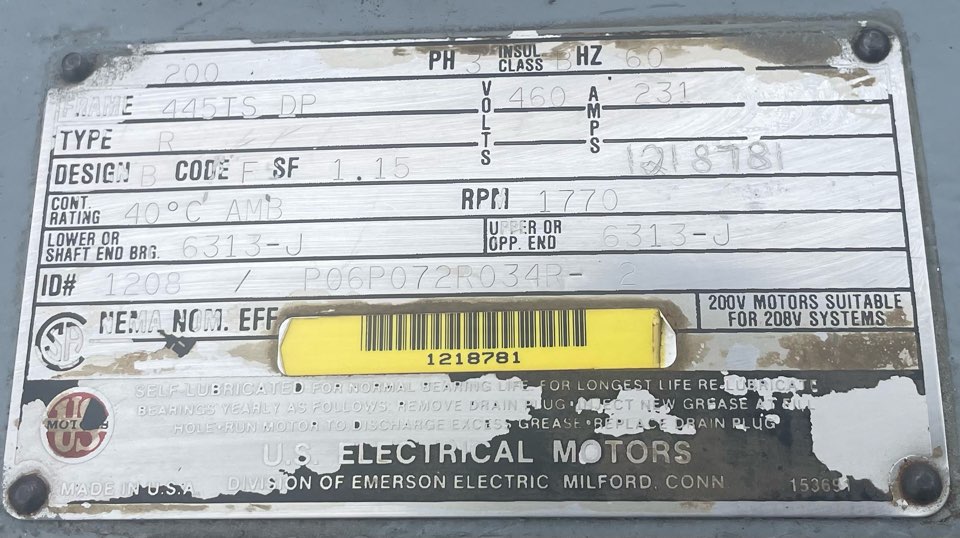 200 PH 3 INSUL CLASS B HZ 60
FRAME 445TS DP VOLTS 460 AMPS 231
TYPE R
DESIGN B CODE F SF 1.15 1218781
CONT. RATING 40°C AMB RPM 1770
LOWER OR SHAFT END BRG. 6313-J UPPER OR OPP. END 6313-J
ID# 1208 / P06P072R034R- 2
NEMA NOM. EFF
200V MOTORS SUITABLE
FOR 208V SYSTEMS
1218781
SELF-LUBRICATED FOR NORMAL BEARING LIFE. FOR LONGEST LIFE RE-LUBRICATE
BEARINGS YEARLY AS FOLLOWS. REMOVE DRAIN PLUG INJECT NEW GREASE AT
HOLE·RUN MOTOR TO DISCHARGE EXCESS GREASE·REPLACE DRAIN PLUG
US MOTORS
U.S. ELECTRICAL MOTORS
MADE IN U.S.A. DIVISION OF EMERSON ELECTRIC MILFORD, CONN.